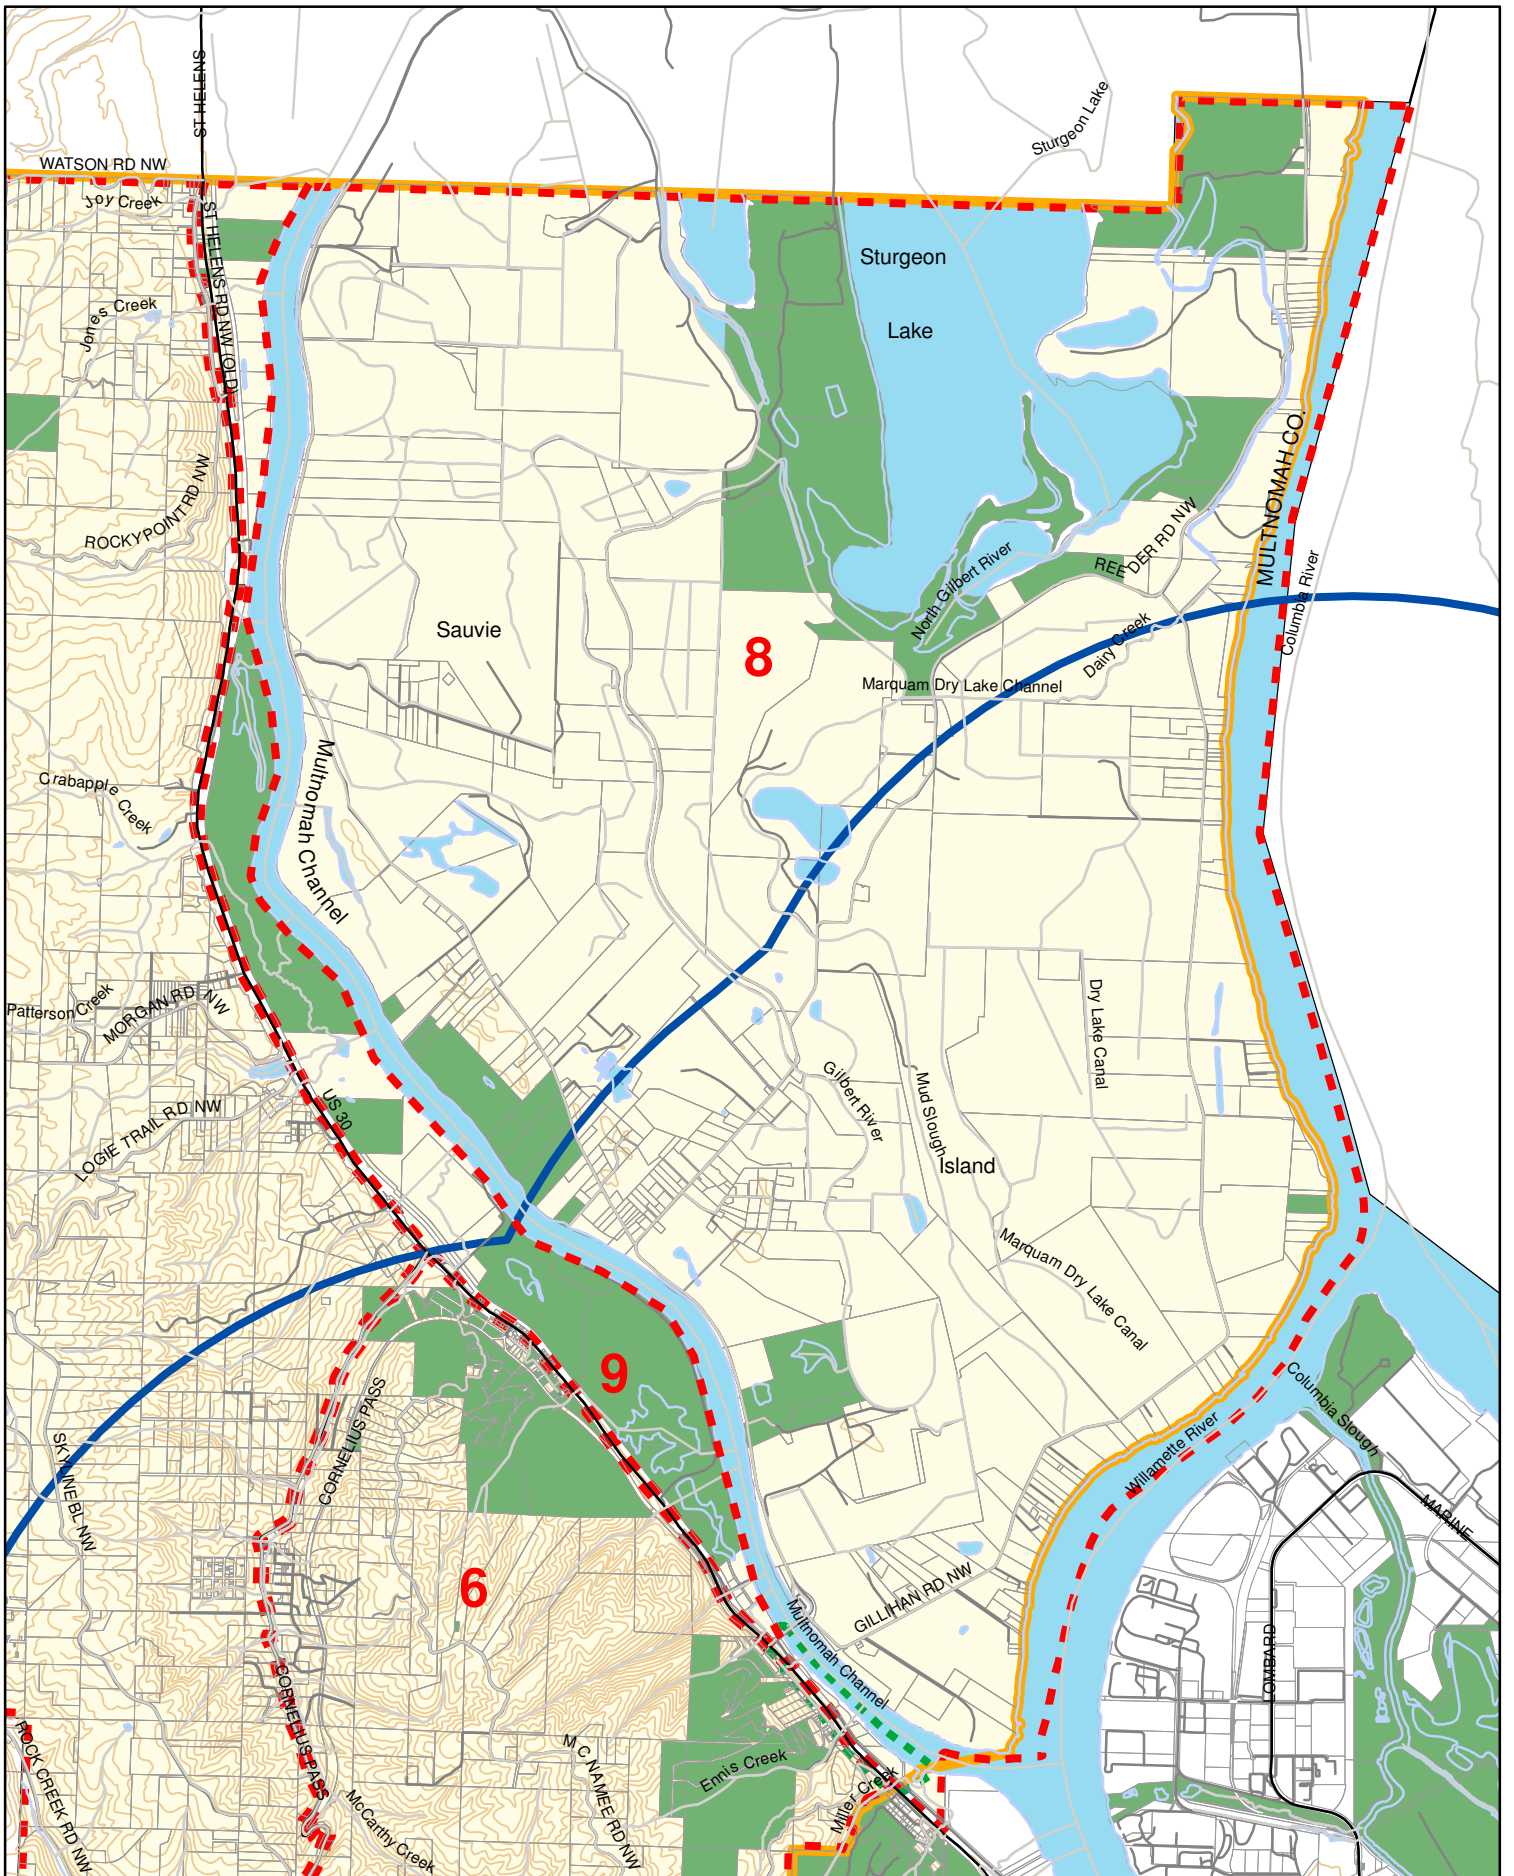 ST HELENS
Sturgeon Lake
WATSON RD NW
Joy Creek
ST HELENS RD NW (OLD)
Sturgeon
Lake
Jones Creek
MULTNOMAH CO.
ROCKYPOINT RD NW
REEDER RD NW
North Gilbert River
Columbia River
Sauvie
8
Dairy Creek
Marquam Dry Lake Channel
Multnomah Channel
Crabapple Creek
Patterson Creek
MORGAN RD NW
Dry Lake Canal
Gilbert River
Mud Slough
US 30
LOGIE TRAIL RD NW
Island
Marquam Dry Lake Canal
9
Columbia Slough
CORNELIUS PASS
SKYLINE BL NW
Willamette River
MARINE
6
GILLIHAN RD NW
Multnomah Channel
LOMBARD
CORNELIUS PASS
ROCK CREEK RD NW
MC NAMEE RD NW
Ennis Creek
Miller Creek
McCarthy Creek